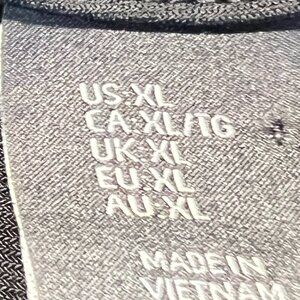 US XL
CA XL/TG
UK XL
EU XL
AU XL
MADE IN
VIETNAM